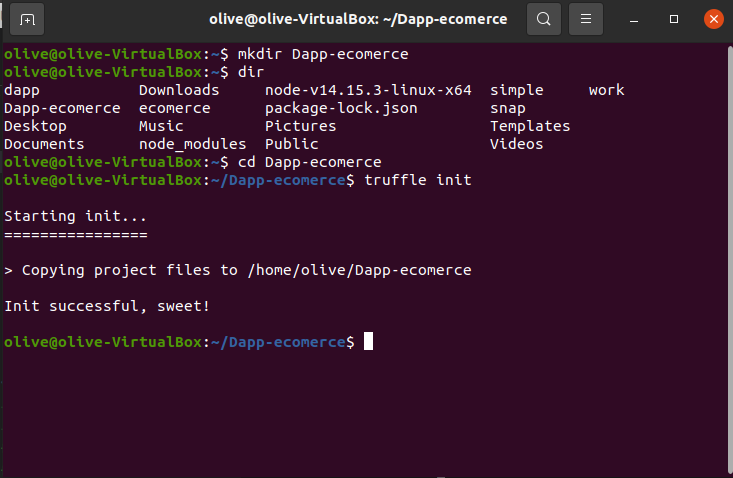 olive@olive-VirtualBox: ~/Dapp-ecomerce
olive@olive-VirtualBox:~$ mkdir Dapp-ecomerce
olive@olive-VirtualBox:~$ dir
dapp Downloads node-v14.15.3-linux-x64 simple work
Dapp-ecomerce ecomerce package-lock.json snap
Desktop Music Pictures Templates
Documents node_modules Public Videos
olive@olive-VirtualBox:~$ cd Dapp-ecomerce
olive@olive-VirtualBox:~/Dapp-ecomerce$ truffle init
Starting init...
================
> Copying project files to /home/olive/Dapp-ecomerce
Init successful, sweet!
olive@olive-VirtualBox:~/Dapp-ecomerce$